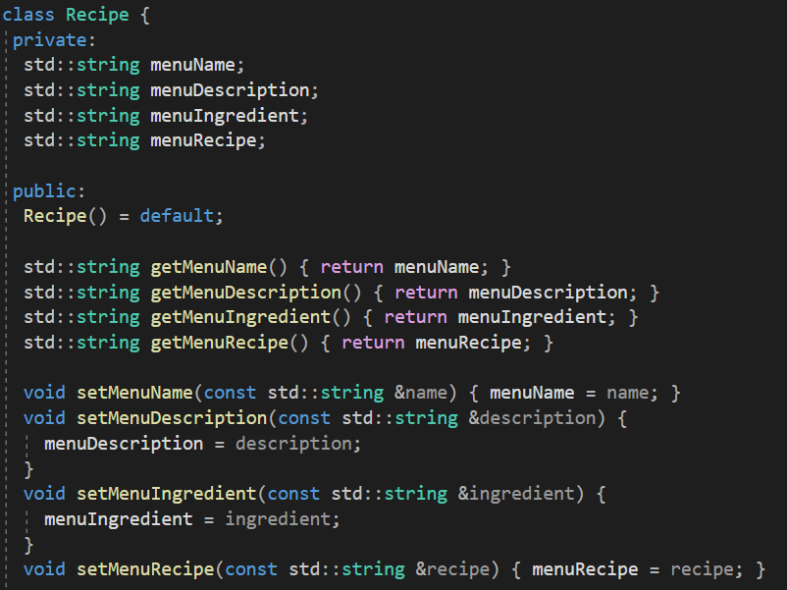 class Recipe {
private:
std::string menuName;
std::string menuDescription;
std::string menuIngredient;
std::string menuRecipe;
public:
Recipe() = default;
std::string getMenuName() { return menuName; }
std::string getMenuDescription() { return menuDescription; }
std::string getMenuIngredient() { return menuIngredient; }
std::string getMenuRecipe() { return menuRecipe; }
void setMenuName(const std::string &name) { menuName = name; }
void setMenuDescription(const std::string &description) {
menuDescription = description;
}
void setMenuIngredient(const std::string &ingredient) {
menuIngredient = ingredient;
}
void setMenuRecipe(const std::string &recipe) { menuRecipe = recipe; }